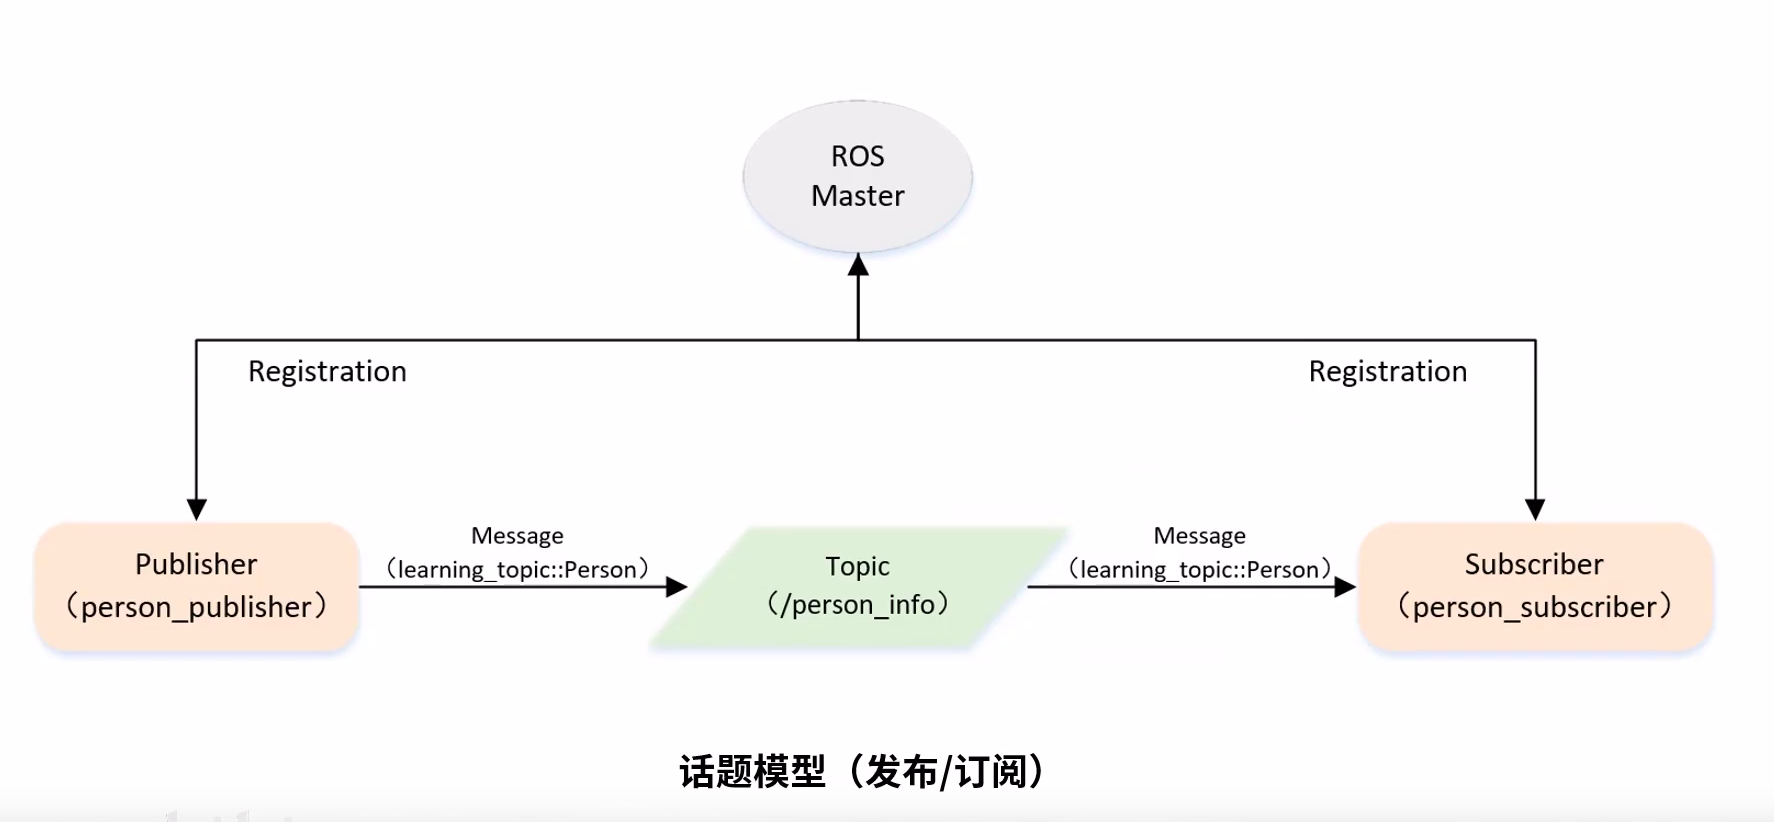 ROS
Master
Registration
Registration
Publisher
（person_publisher）
Message
（learning_topic::Person）
Topic
（/person_info）
Message
（learning_topic::Person）
Subscriber
（person_subscriber）
话题模型（发布/订阅）